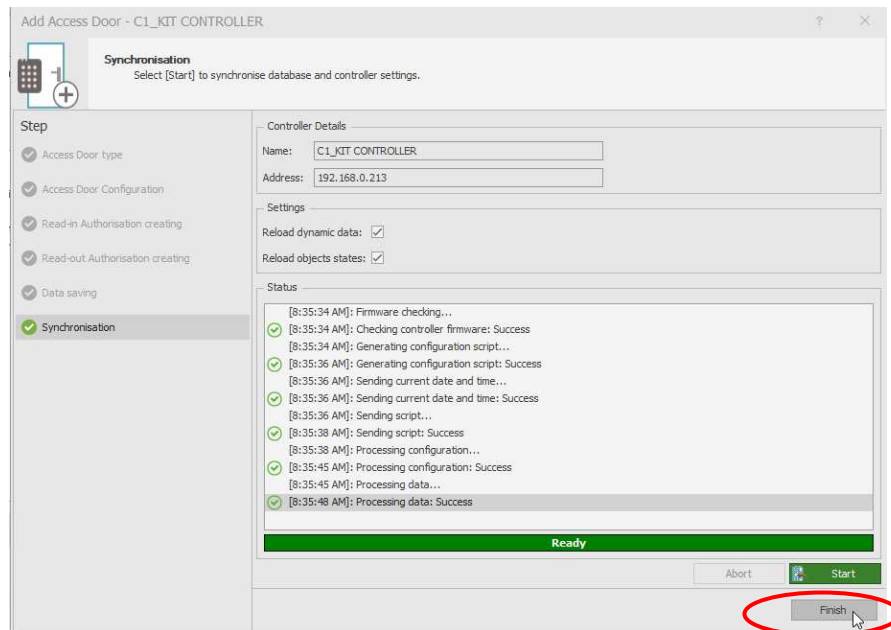 Add Access Door - C1_KIT CONTROLLER
?
Synchronisation
Select [Start] to synchronise database and controller settings.
Step
Access Door type
Access Door Configuration
Read-in Authorisation creating
Read-out Authorisation creating
Data saving
Synchronisation
Controller Details
Name: C1_KIT CONTROLLER
Address: 192.168.0.213
Settings
Reload dynamic data:
Reload objects states:
Status
[8:35:34 AM]: Firmware checking...
[8:35:34 AM]: Checking controller firmware: Success
[8:35:34 AM]: Generating configuration script...
[8:35:36 AM]: Generating configuration script: Success
[8:35:36 AM]: Sending current date and time...
[8:35:36 AM]: Sending current date and time: Success
[8:35:36 AM]: Sending script...
[8:35:38 AM]: Sending script: Success
[8:35:38 AM]: Processing configuration...
[8:35:45 AM]: Processing configuration: Success
[8:35:45 AM]: Processing data...
[8:35:48 AM]: Processing data: Success
Ready
Abort
Start
Finish